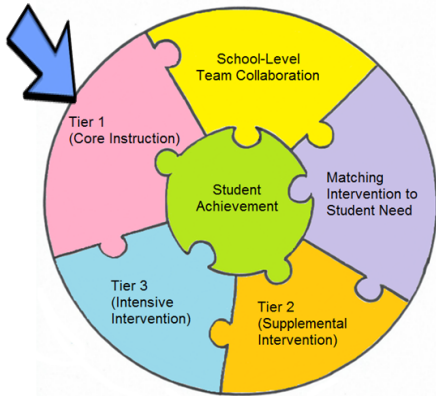 School-Level
Team Collaboration
Tier 1
(Core Instruction)
Matching
Intervention to
Student Need
Student
Achievement
Tier 3
(Intensive
Intervention)
Tier 2
(Supplemental
Intervention)